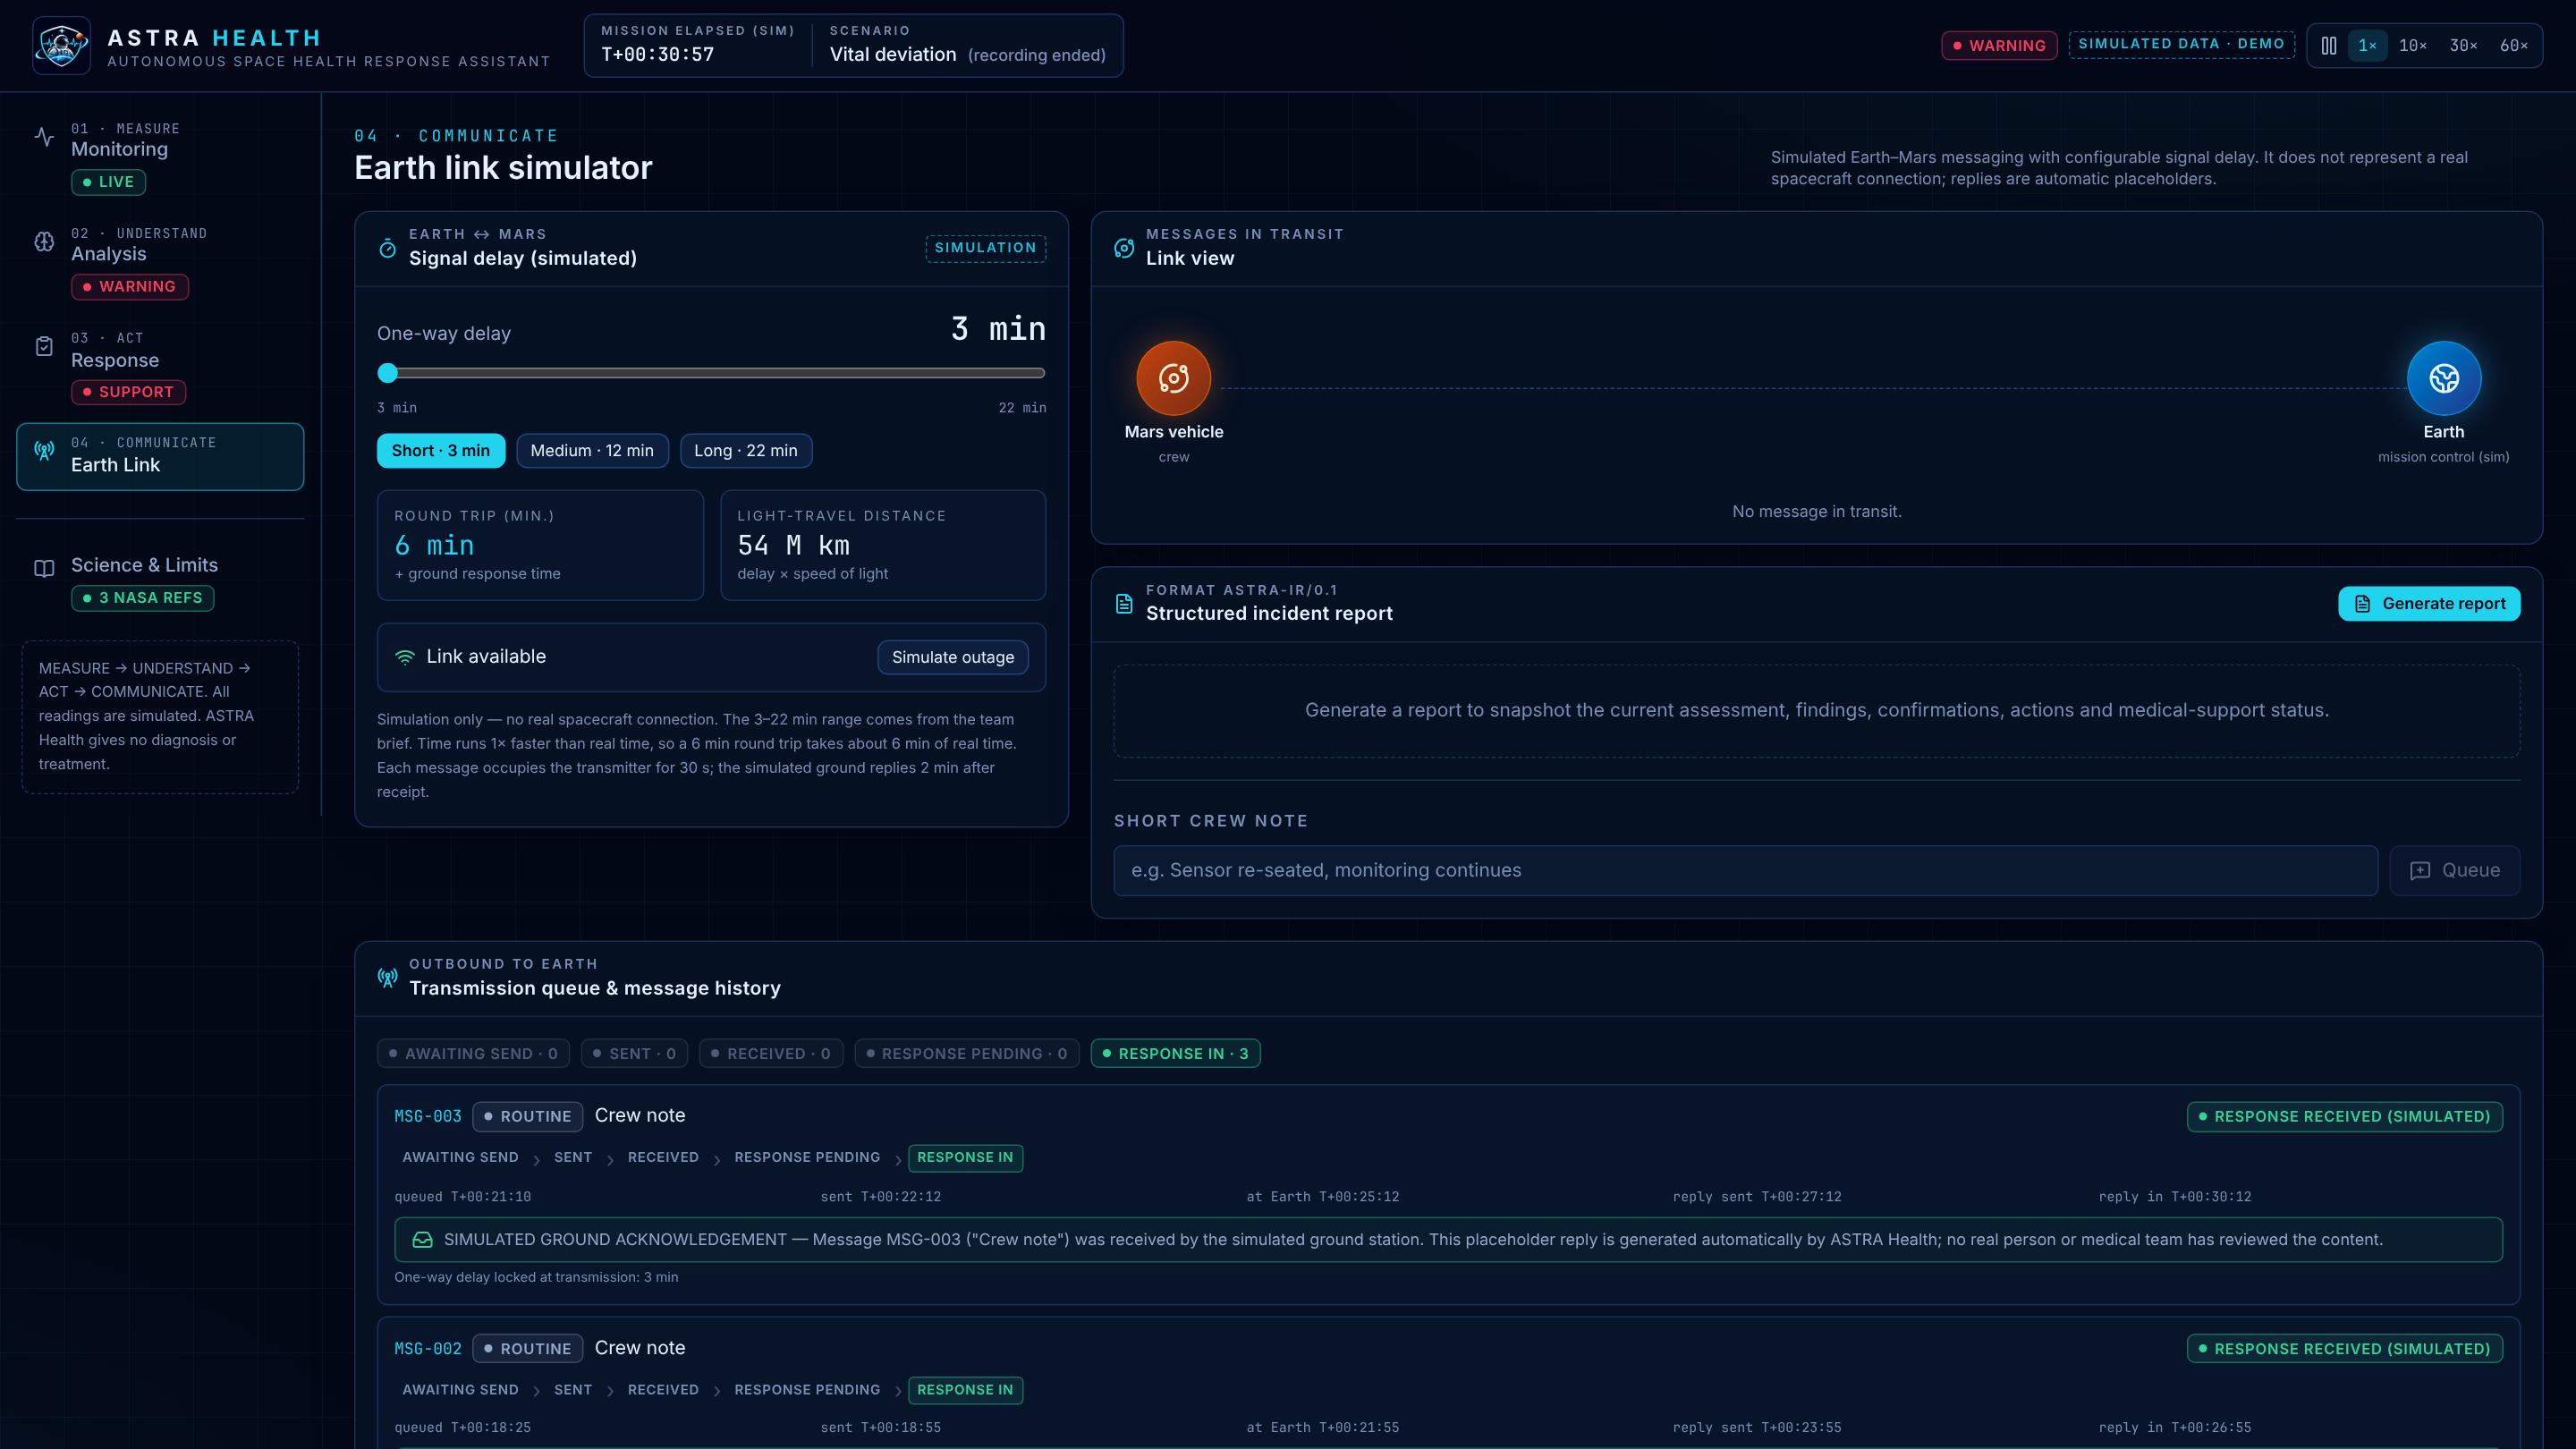 ASTRA HEALTH
AUTONOMOUS SPACE HEALTH RESPONSE ASSISTANT
MISSION ELAPSED (SIM)
T+00:30:57
SCENARIO
Vital deviation (recording ended)
WARNING
SIMULATED DATA · DEMO
1×
10×
30×
60×
01 · MEASURE
Monitoring
LIVE
02 · UNDERSTAND
Analysis
WARNING
03 · ACT
Response
SUPPORT
04 · COMMUNICATE
Earth Link
Science & Limits
3 NASA REFS
MEASURE → UNDERSTAND →
ACT → COMMUNICATE. All
readings are simulated. ASTRA
Health gives no diagnosis or
treatment.
04 · COMMUNICATE
Earth link simulator
Simulated Earth–Mars messaging with configurable signal delay. It does not represent a real
spacecraft connection; replies are automatic placeholders.
EARTH ↔ MARS
Signal delay (simulated)
SIMULATION
One-way delay
3 min
3 min
22 min
Short · 3 min
Medium · 12 min
Long · 22 min
ROUND TRIP (MIN.)
6 min
+ ground response time
LIGHT-TRAVEL DISTANCE
54 M km
delay × speed of light
Link available
Simulate outage
Simulation only — no real spacecraft connection. The 3–22 min range comes from the team
brief. Time runs 1× faster than real time, so a 6 min round trip takes about 6 min of real time.
Each message occupies the transmitter for 30 s; the simulated ground replies 2 min after
receipt.
MESSAGES IN TRANSIT
Link view
Mars vehicle
crew
Earth
mission control (sim)
No message in transit.
FORMAT ASTRA-IR/0.1
Structured incident report
Generate report
Generate a report to snapshot the current assessment, findings, confirmations, actions and medical-support status.
SHORT CREW NOTE
e.g. Sensor re-seated, monitoring continues
Queue
OUTBOUND TO EARTH
Transmission queue & message history
AWAITING SEND · 0
SENT · 0
RECEIVED · 0
RESPONSE PENDING · 0
RESPONSE IN · 3
MSG-003
ROUTINE
Crew note
RESPONSE RECEIVED (SIMULATED)
AWAITING SEND › SENT › RECEIVED › RESPONSE PENDING › RESPONSE IN
queued T+00:21:10
sent T+00:22:12
at Earth T+00:25:12
reply sent T+00:27:12
reply in T+00:30:12
SIMULATED GROUND ACKNOWLEDGEMENT — Message MSG-003 ("Crew note") was received by the simulated ground station. This placeholder reply is generated automatically by ASTRA Health; no real person or medical team has reviewed the content.
One-way delay locked at transmission: 3 min
MSG-002
ROUTINE
Crew note
RESPONSE RECEIVED (SIMULATED)
AWAITING SEND › SENT › RECEIVED › RESPONSE PENDING › RESPONSE IN
queued T+00:18:25
sent T+00:18:55
at Earth T+00:21:55
reply sent T+00:23:55
reply in T+00:26:55